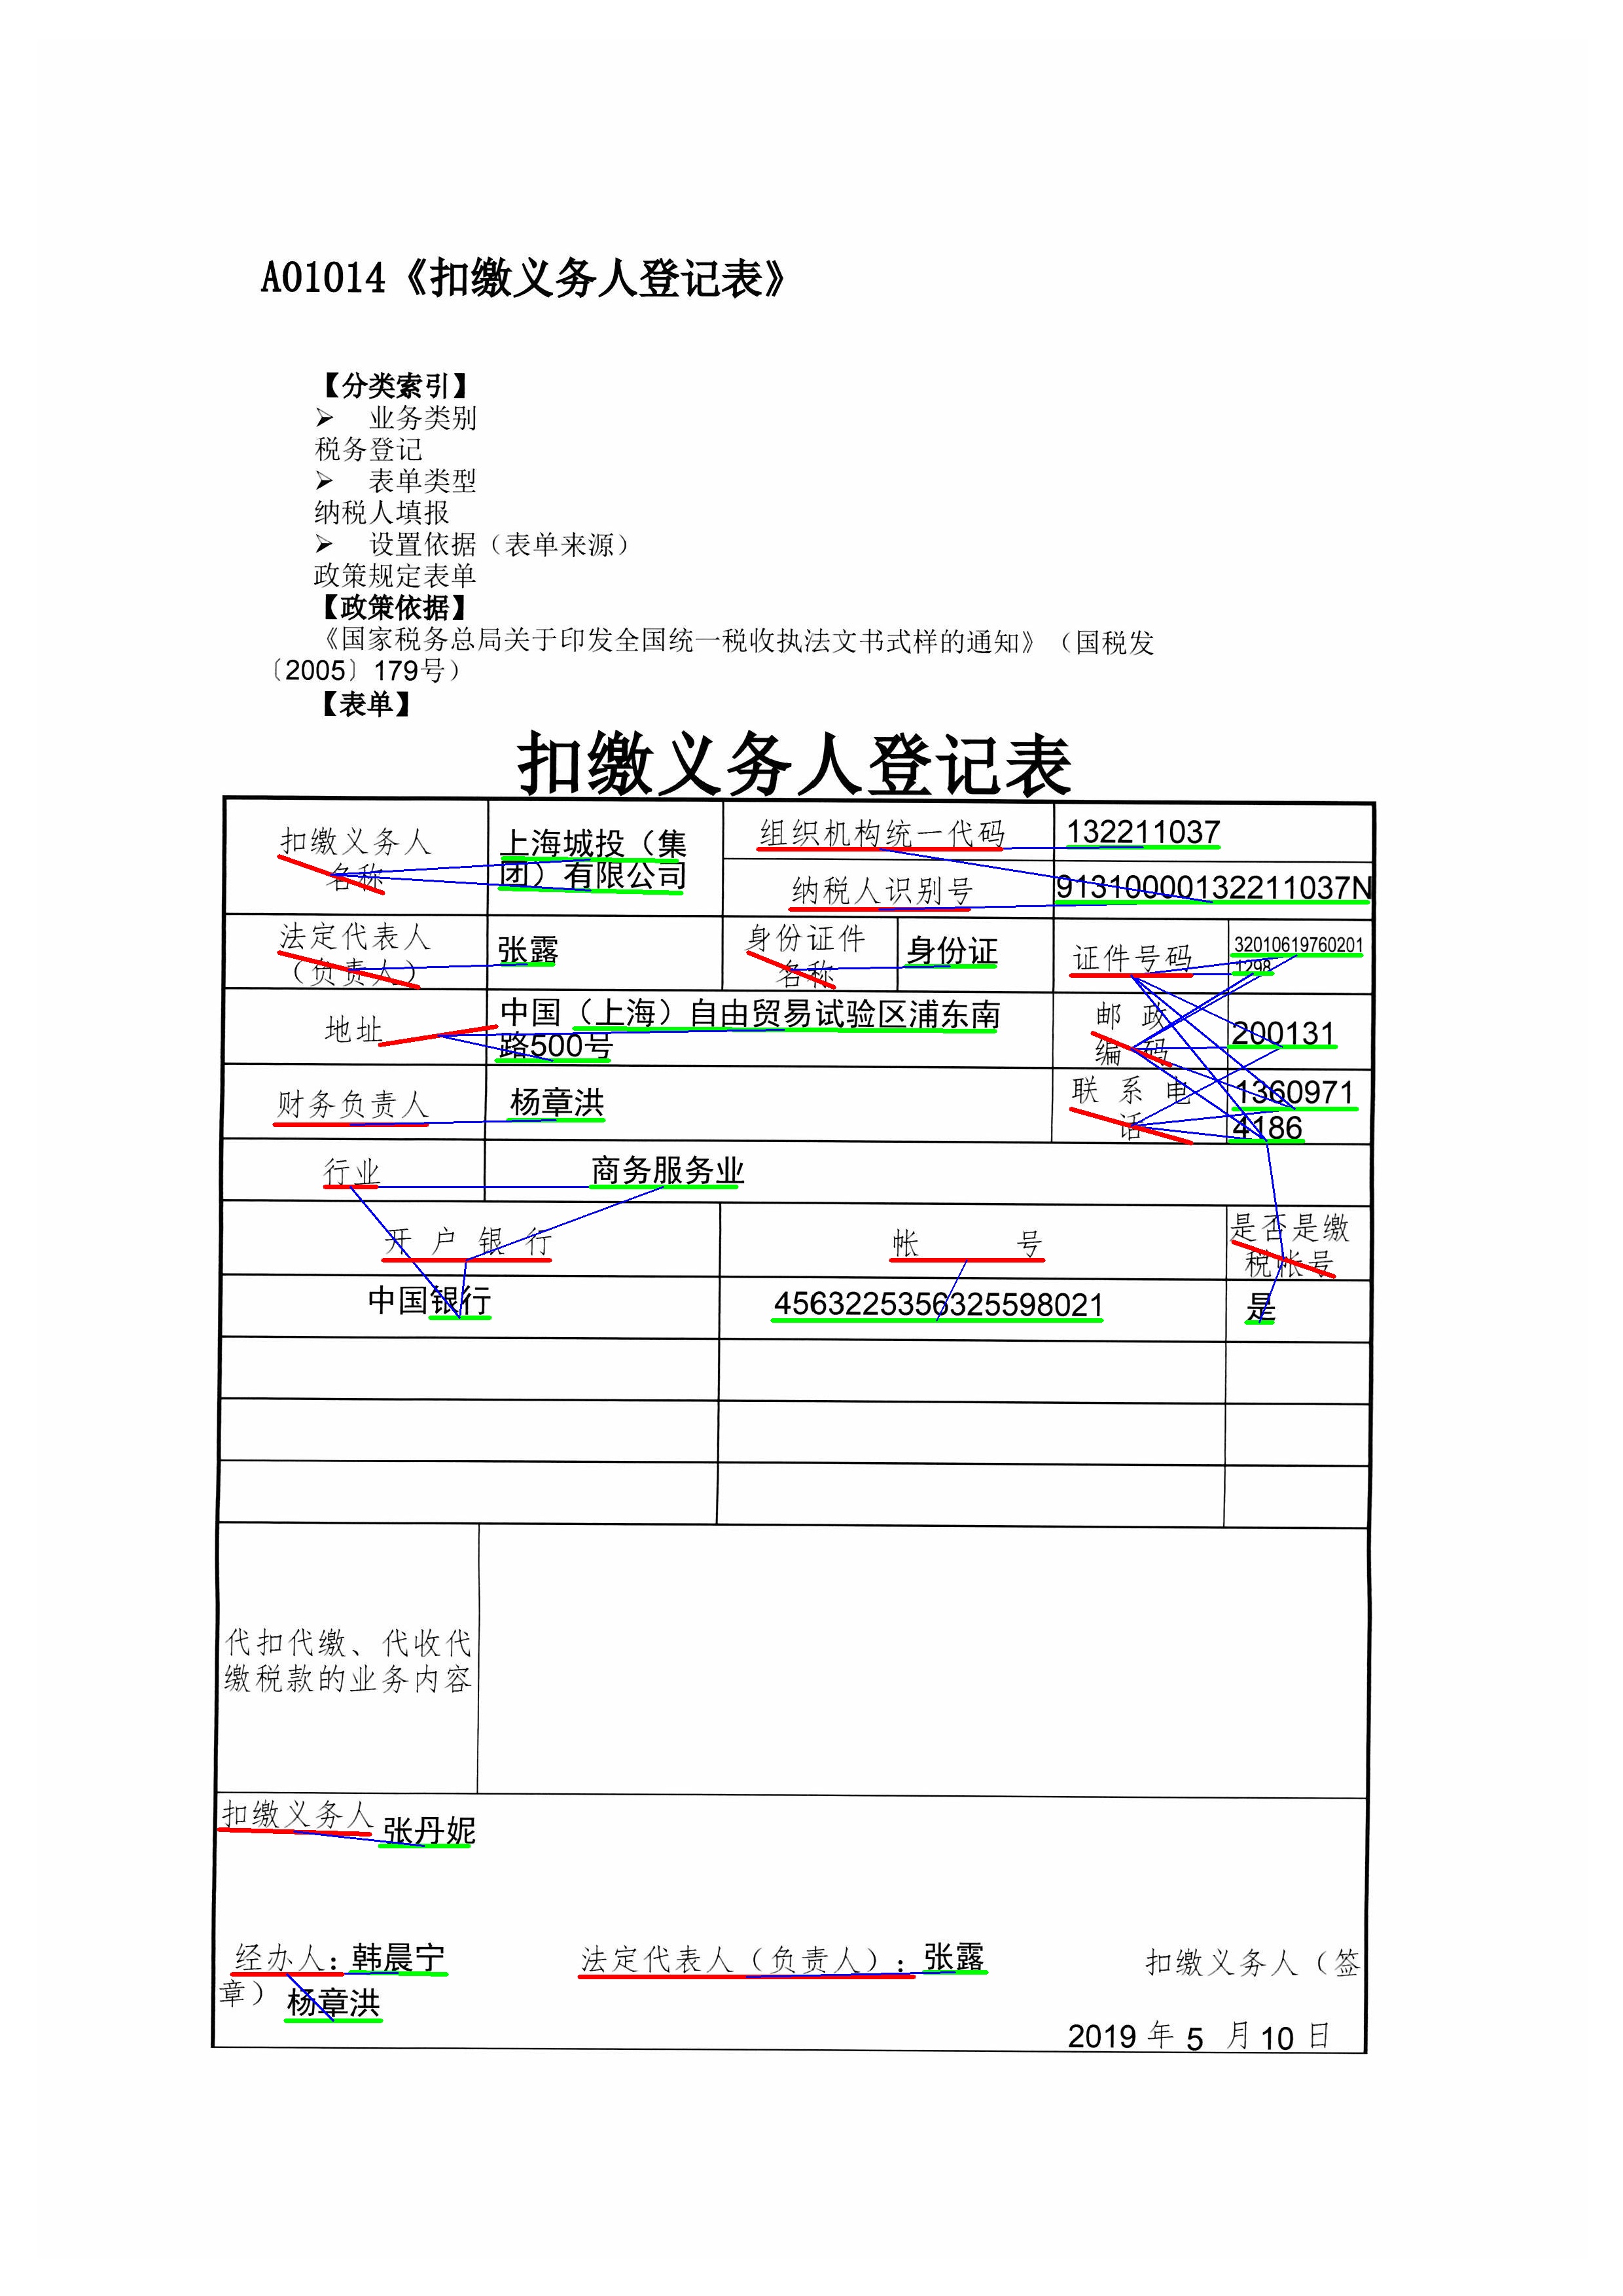 A01014《扣缴义务人登记表》
【分类索引】
➢ 业务类别
税务登记
➢ 表单类型
纳税人填报
➢ 设置依据（表单来源）
政策规定表单
【政策依据】
《国家税务总局关于印发全国统一税收执法文书式样的通知》（国税发
〔2005〕179号）
【表单】
扣缴义务人登记表
扣缴义务人
名称
上海城投（集
团）有限公司
组织机构统一代码
132211037
纳税人识别号
91310000132211037N
法定代表人
（负责人）
张露
身份证件
名称
身份证
证件号码
32010619760201
1298
地址
中国（上海）自由贸易试验区浦东南
路500号
邮 政
编 码
200131
财务负责人
杨章洪
联 系 电
话
1360971
4186
行业
商务服务业
开 户 银 行
帐 号
是否是缴
税帐号
中国银行
4563225356325598021
是
代扣代缴、代收代
缴税款的业务内容
扣缴义务人 张丹妮
经办人：韩晨宁 法定代表人（负责人）：张露 扣缴义务人（签
章） 杨章洪
2019 年 5 月 10 日